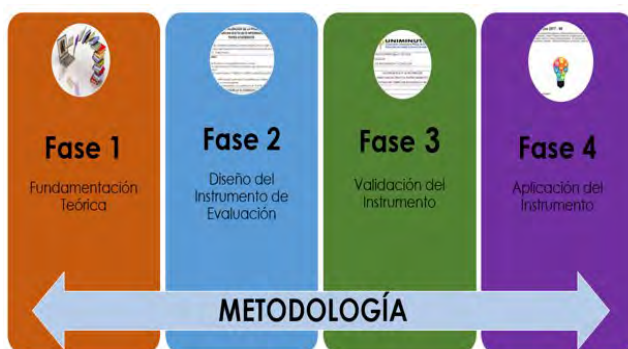 Fase 1
Fundamentación
Teórica
Fase 2
Diseño del
Instrumento de
Evaluación
UNIMINUTO
Fase 3
Validación del
Instrumento
Fase 4
Aplicación del
Instrumento
METODOLOGÍA